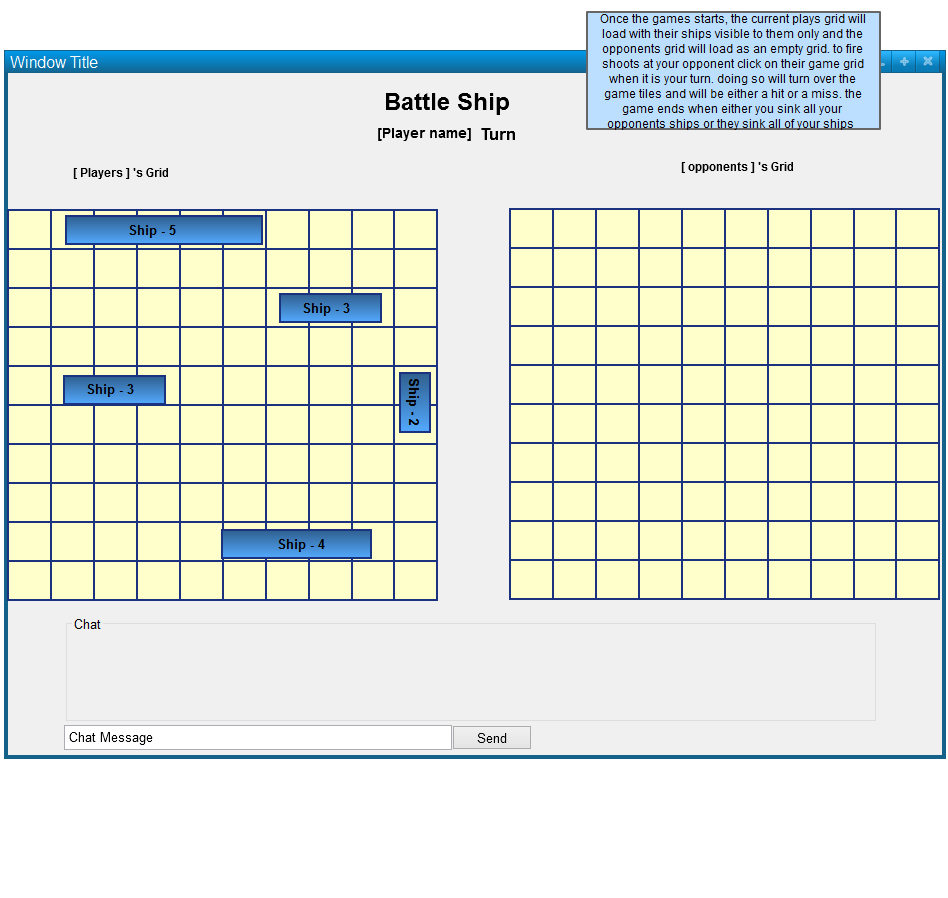 Once the games starts, the current plays grid will
load with their ships visible to them only and the
opponents grid will load as an empty grid. to fire
shoots at your opponent click on their game grid
when it is your turn. doing so will turn over the
game tiles and will be either a hit or a miss. the
game ends when either you sink all your
opponents ships or they sink all of your ships
Window Title
Battle Ship
[Player name] Turn
[ Players ] 's Grid
[ opponents ] 's Grid
Ship - 5
Ship - 3
Ship - 3
Ship - 2
Ship - 4
Chat
Chat Message
Send